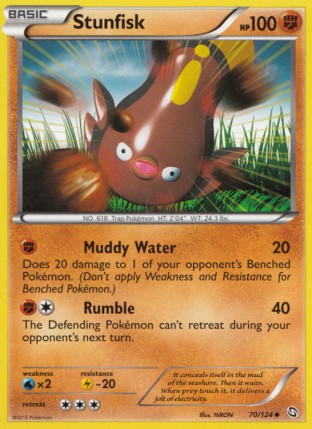 BASIC
Stunfisk
HP100
NO. 618 Trap Pokémon HT: 2'04" WT: 24.3 lbs.
Muddy Water 20
Does 20 damage to 1 of your opponent's Benched
Pokémon. (Don't apply Weakness and Resistance for
Benched Pokémon.)
Rumble 40
The Defending Pokémon can't retreat during your
opponent's next turn.
weakness
×2
resistance
-20
retreat
It conceals itself in the mud
of the seashore. Then it waits.
When prey touch it, it delivers a
jolt of electricity.
©2012 Pokémon
Illus. HiRON
70/124